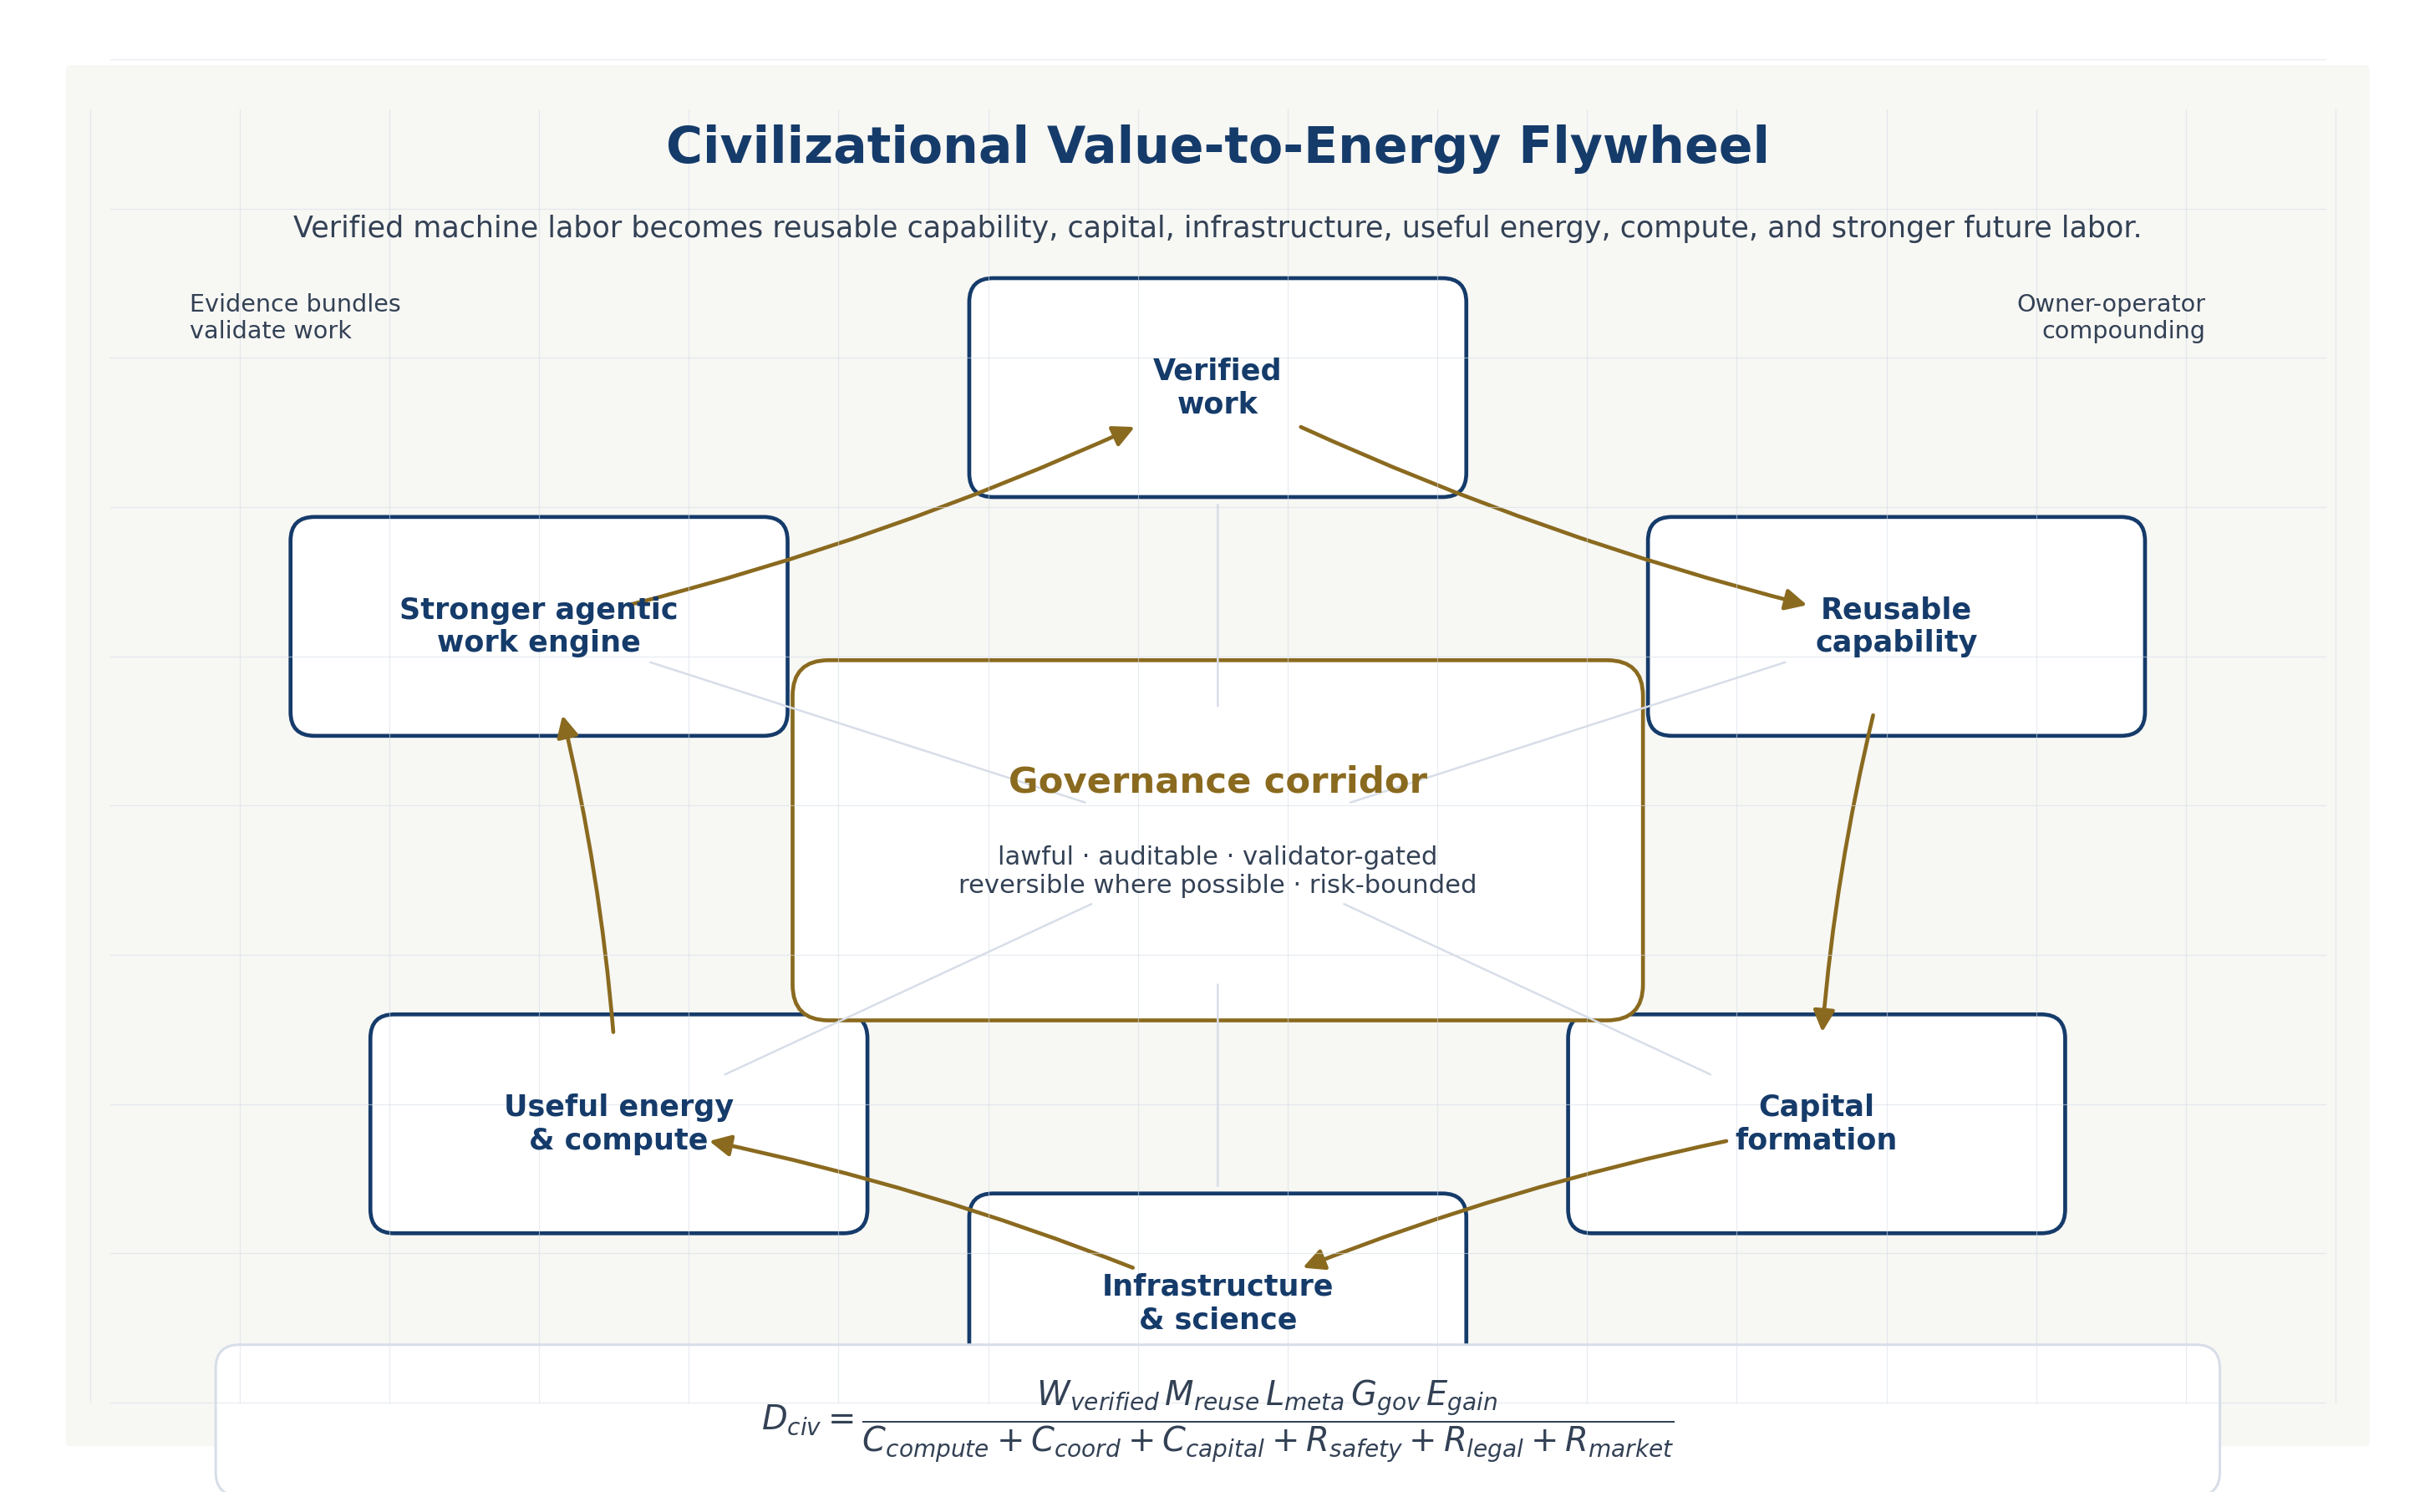 Civilizational Value-to-Energy Flywheel
Verified machine labor becomes reusable capability, capital, infrastructure, useful energy, compute, and stronger future labor.
Evidence bundles
validate work
Owner-operator
compounding
Verified
work
Stronger agentic
work engine
Reusable
capability
Governance corridor
lawful · auditable · validator-gated
reversible where possible · risk-bounded
Useful energy
& compute
Capital
formation
Infrastructure
& science
D_civ = W_verified M_reuse L_meta G_gov E_gain
C_compute + C_coord + C_capital + R_safety + R_legal + R_market